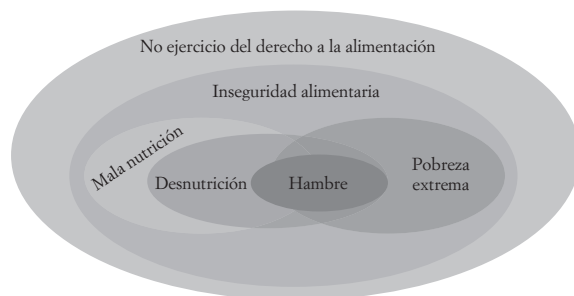 No ejercicio del derecho a la alimentación
Inseguridad alimentaria
Mala nutrición
Desnutrición
Hambre
Pobreza
extrema